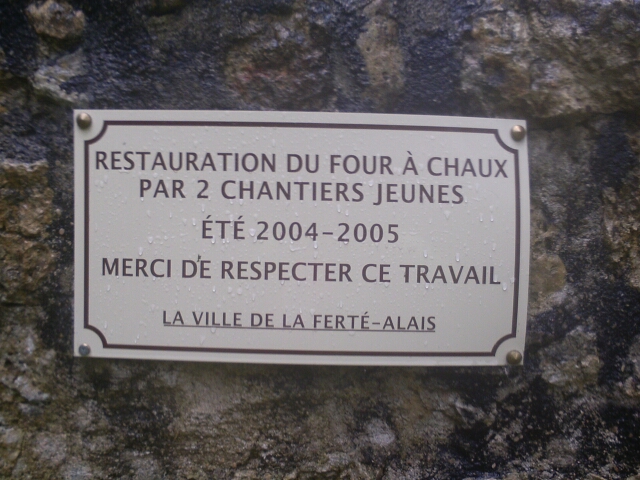 RESTAURATION DU FOUR À CHAUX
PAR 2 CHANTIERS JEUNES
ÉTÉ 2004-2005
MERCI DE RESPECTER CE TRAVAIL
LA VILLE DE LA FERTÉ-ALAIS